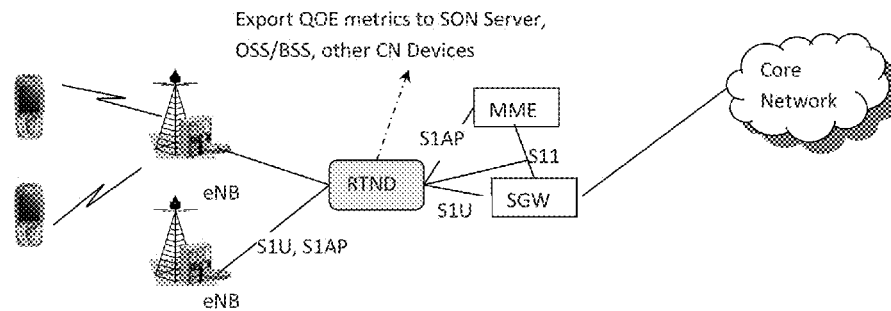 Export QOE metrics to SON Server,
OSS/BSS, other CN Devices
Core
Network
MME
S1AP
S11
RTND
eNB
SGW
S1U
S1U, S1AP
eNB